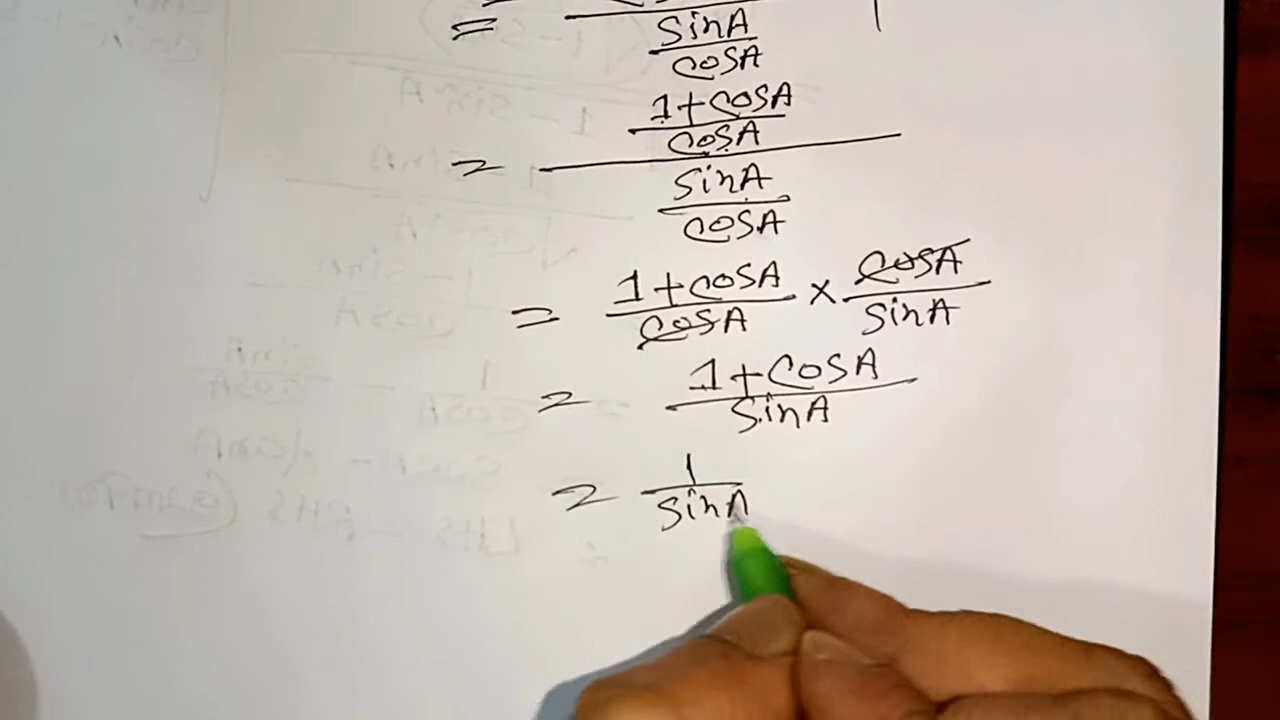 = sinA / cosA
= (1+cosA / cosA) / (sinA / cosA)
= 1+cosA / cosA × cosA / sinA
= 1+cosA / sinA
= 1 / sinA